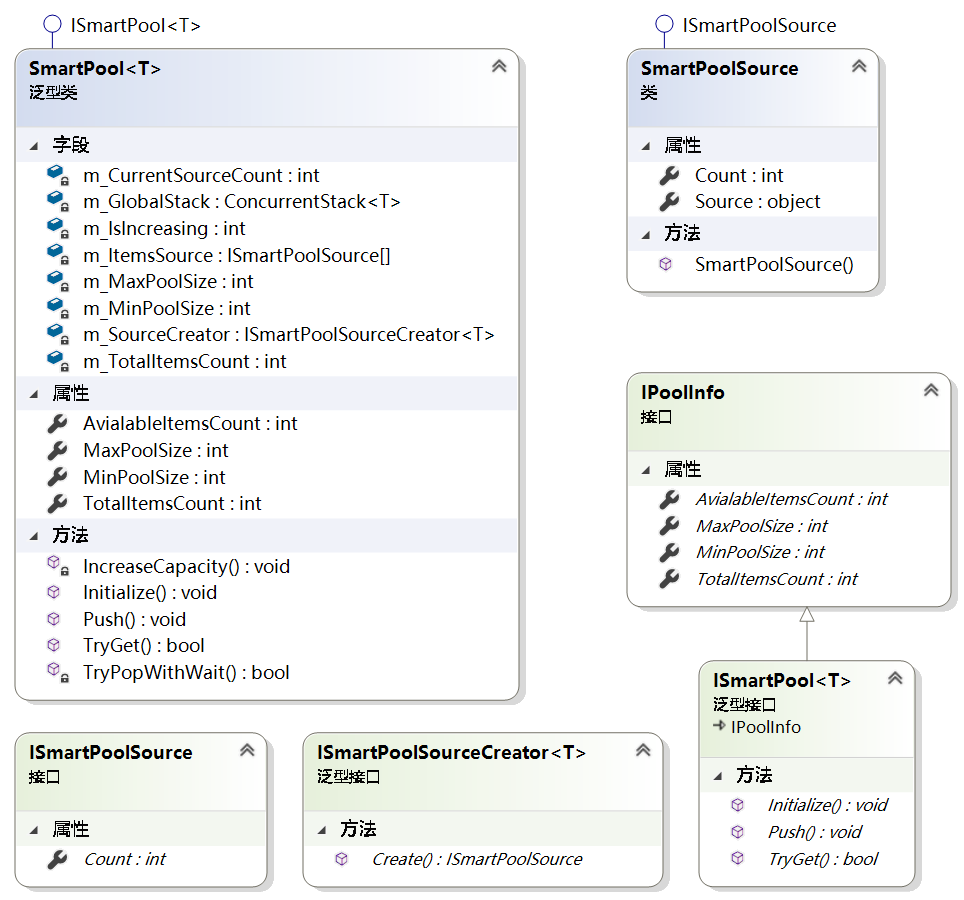 ISmartPool<T>
SmartPool<T>
泛型类
字段
m_CurrentSourceCount : int
m_GlobalStack : ConcurrentStack<T>
m_IsIncreasing : int
m_ItemsSource : ISmartPoolSource[]
m_MaxPoolSize : int
m_MinPoolSize : int
m_SourceCreator : ISmartPoolSourceCreator<T>
m_TotalItemsCount : int
属性
AvialableItemsCount : int
MaxPoolSize : int
MinPoolSize : int
TotalItemsCount : int
方法
IncreaseCapacity() : void
Initialize() : void
Push() : void
TryGet() : bool
TryPopWithWait() : bool
ISmartPoolSource
SmartPoolSource
类
属性
Count : int
Source : object
方法
SmartPoolSource()
IPoolInfo
接口
属性
AvialableItemsCount : int
MaxPoolSize : int
MinPoolSize : int
TotalItemsCount : int
ISmartPool<T>
泛型接口
IPoolInfo
方法
Initialize() : void
Push() : void
TryGet() : bool
ISmartPoolSource
接口
属性
Count : int
ISmartPoolSourceCreator<T>
泛型接口
方法
Create() : ISmartPoolSource